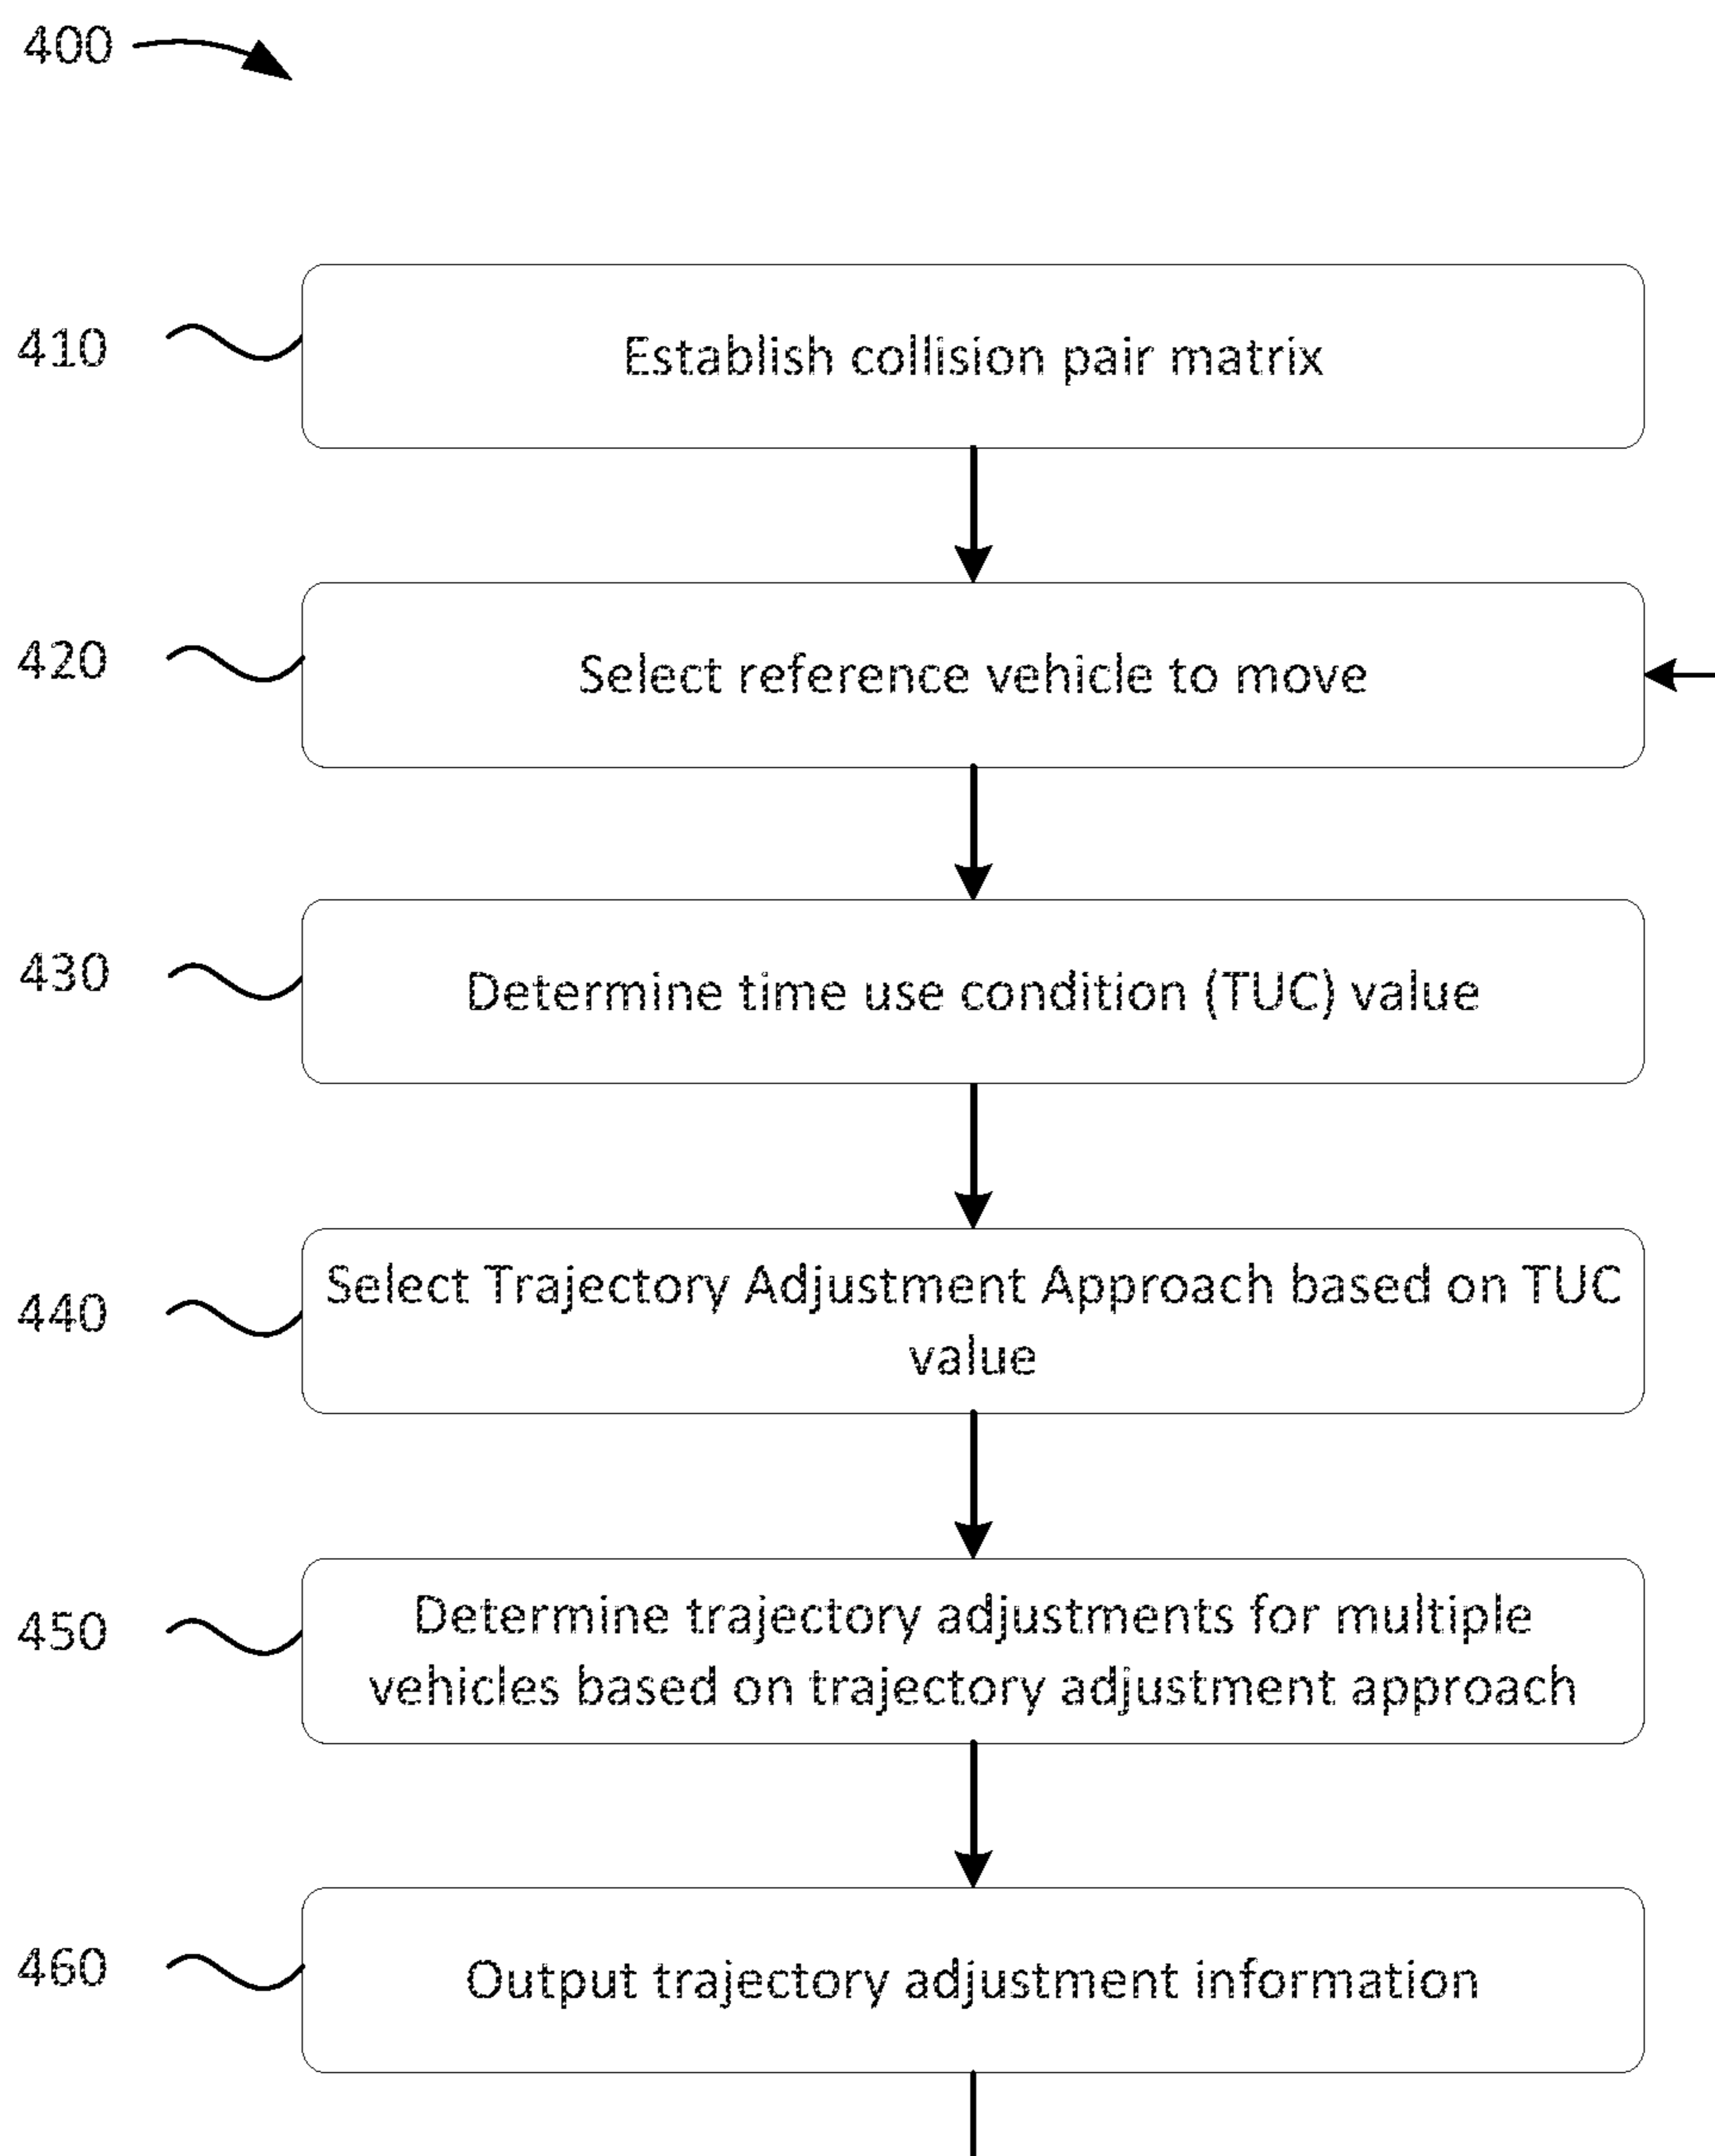 400
410
Establish collision pair matrix
420
Select reference vehicle to move
430
Determine time use condition (TUC) value
440
Select Trajectory Adjustment Approach based on TUC
value
450
Determine trajectory adjustments for multiple
vehicles based on trajectory adjustment approach
460
Output trajectory adjustment information